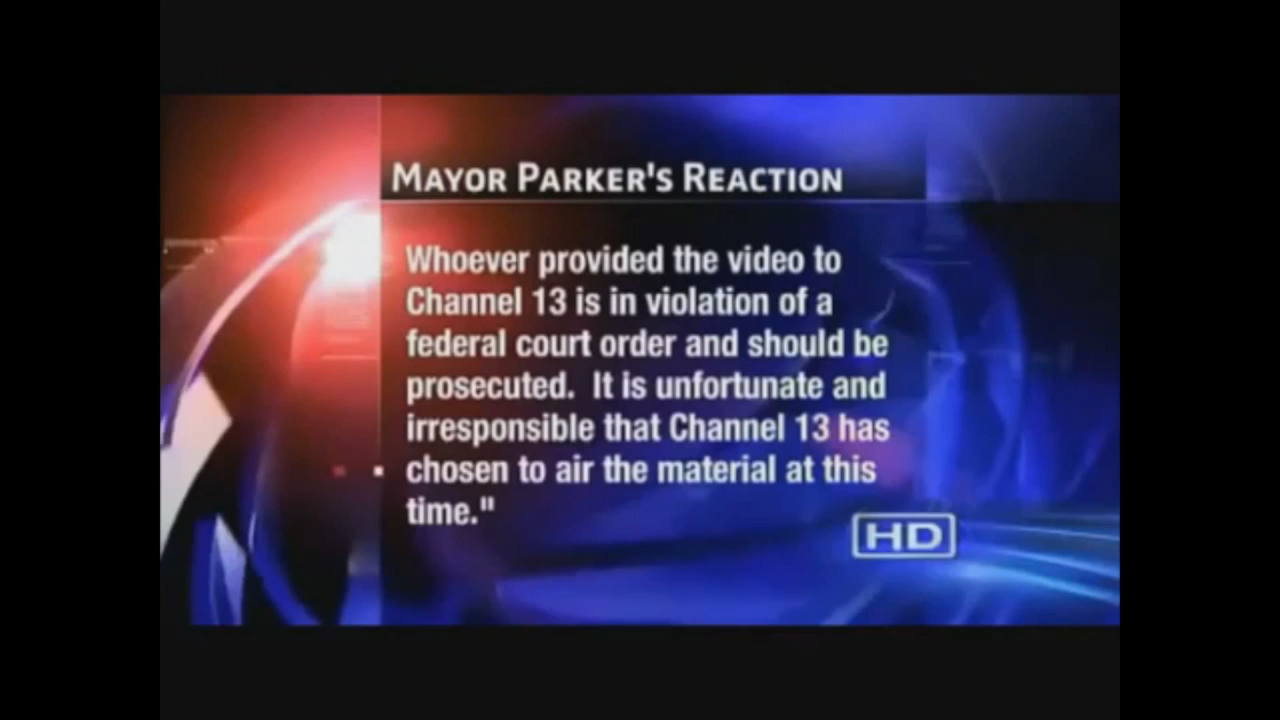 MAYOR PARKER'S REACTION
Whoever provided the video to
Channel 13 is in violation of a
federal court order and should be
prosecuted.  It is unfortunate and
irresponsible that Channel 13 has
chosen to air the material at this
time."
HD